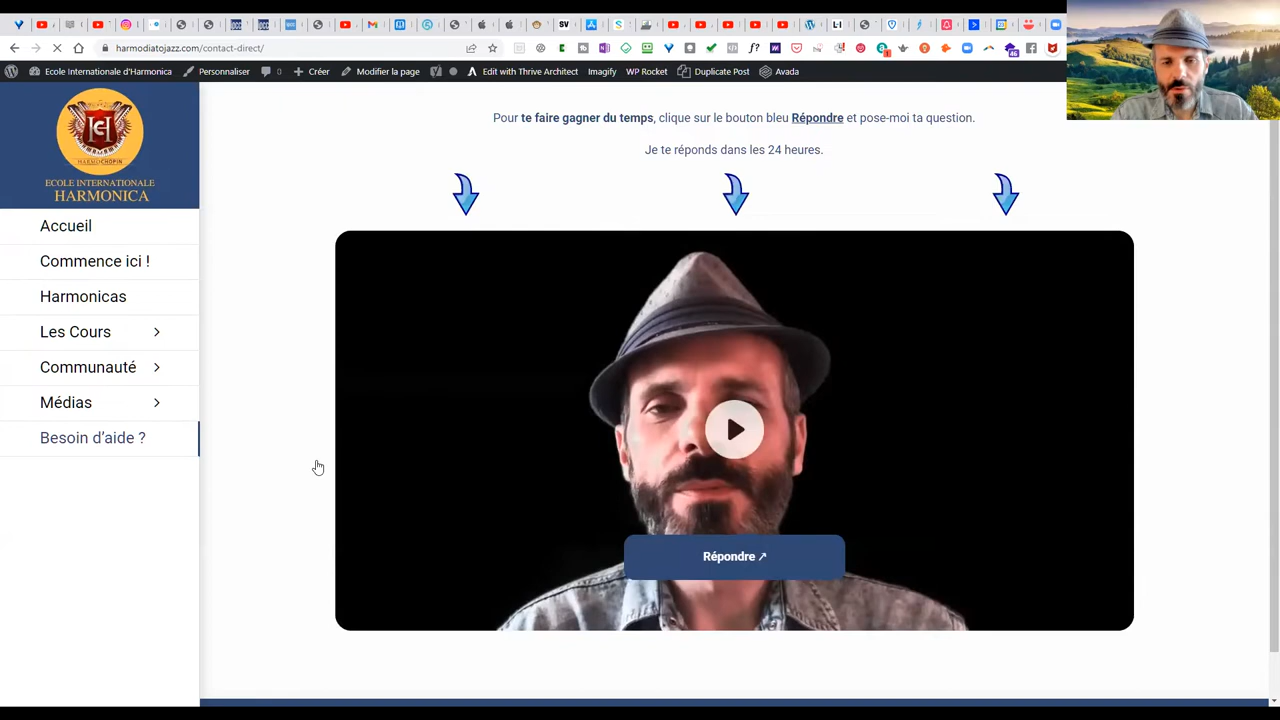 harmodiatojazz.com/contact-direct/
Ecole Internationale d'Harmonica
Personnaliser
0
Créer
Modifier la page
Edit with Thrive Architect
Imagify
WP Rocket
Duplicate Post
Avada
HARMOCHOPIN
ECOLE INTERNATIONALE
HARMONICA
Accueil
Commence ici !
Harmonicas
Les Cours
Communauté
Médias
Besoin d'aide ?
Pour te faire gagner du temps, clique sur le bouton bleu Répondre et pose-moi ta question.
Je te réponds dans les 24 heures.
Répondre ↗